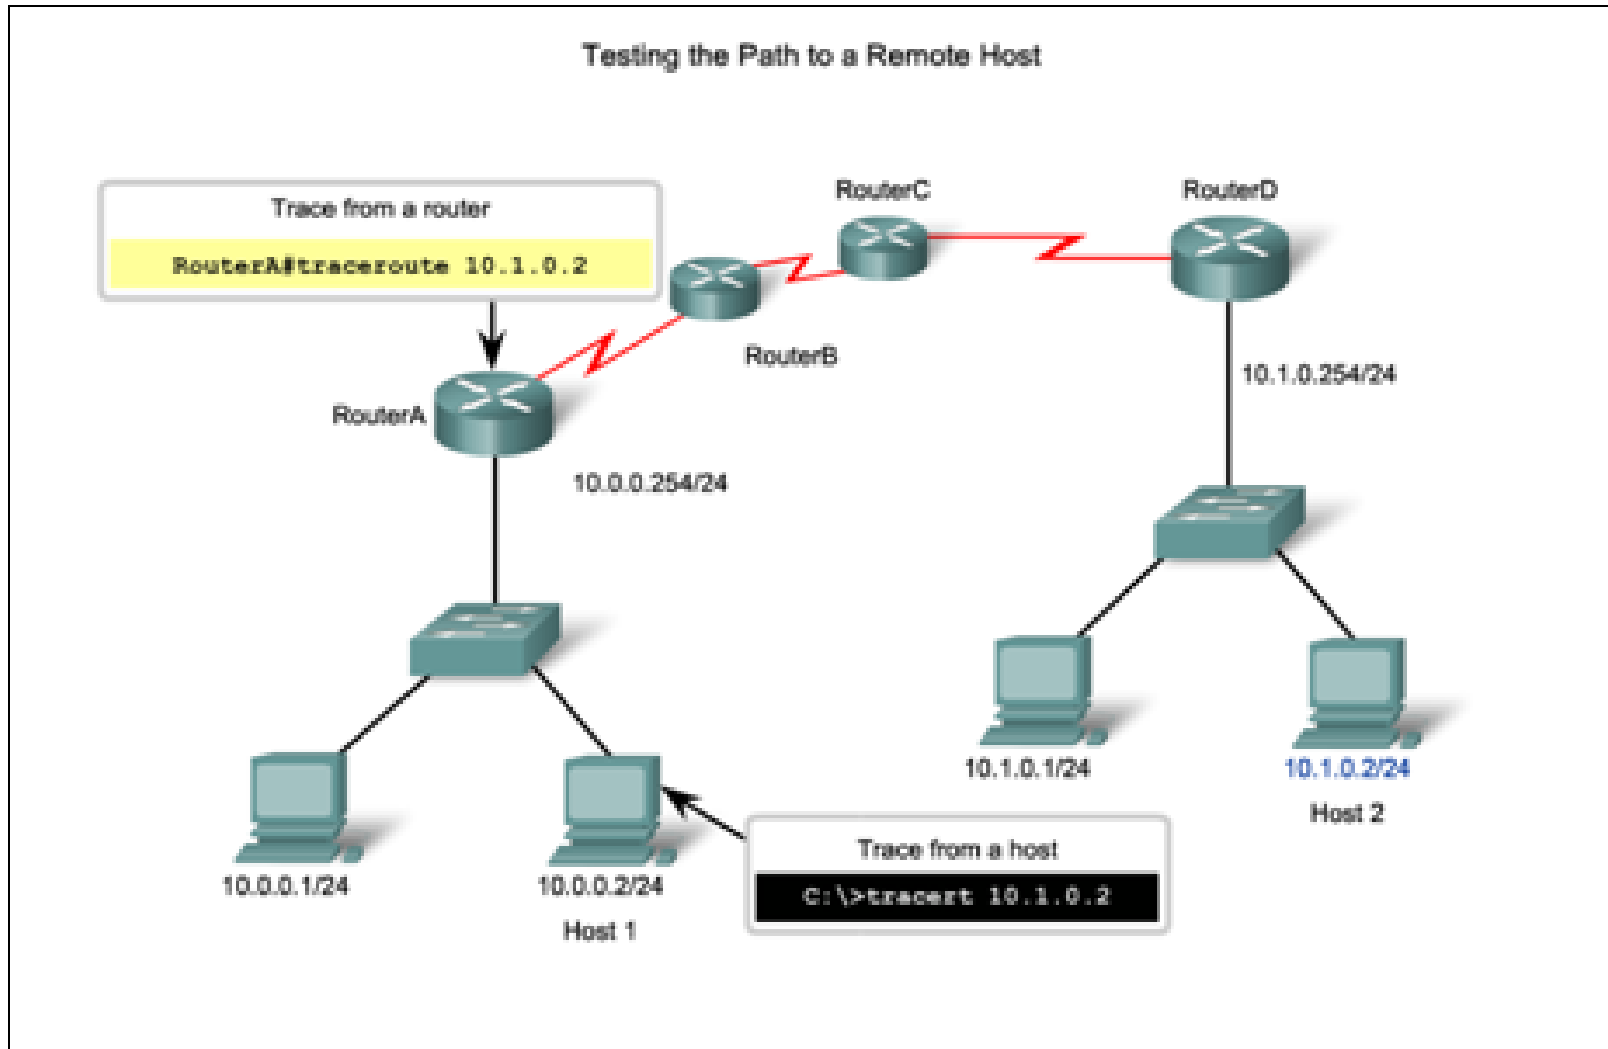 Testing the Path to a Remote Host
Trace from a router
RouterA#traceroute 10.1.0.2
RouterC
RouterD
RouterB
10.1.0.254/24
RouterA
10.0.0.254/24
10.1.0.1/24
10.1.0.2/24
Host 2
Trace from a host
C:\>tracert 10.1.0.2
10.0.0.1/24
10.0.0.2/24
Host 1